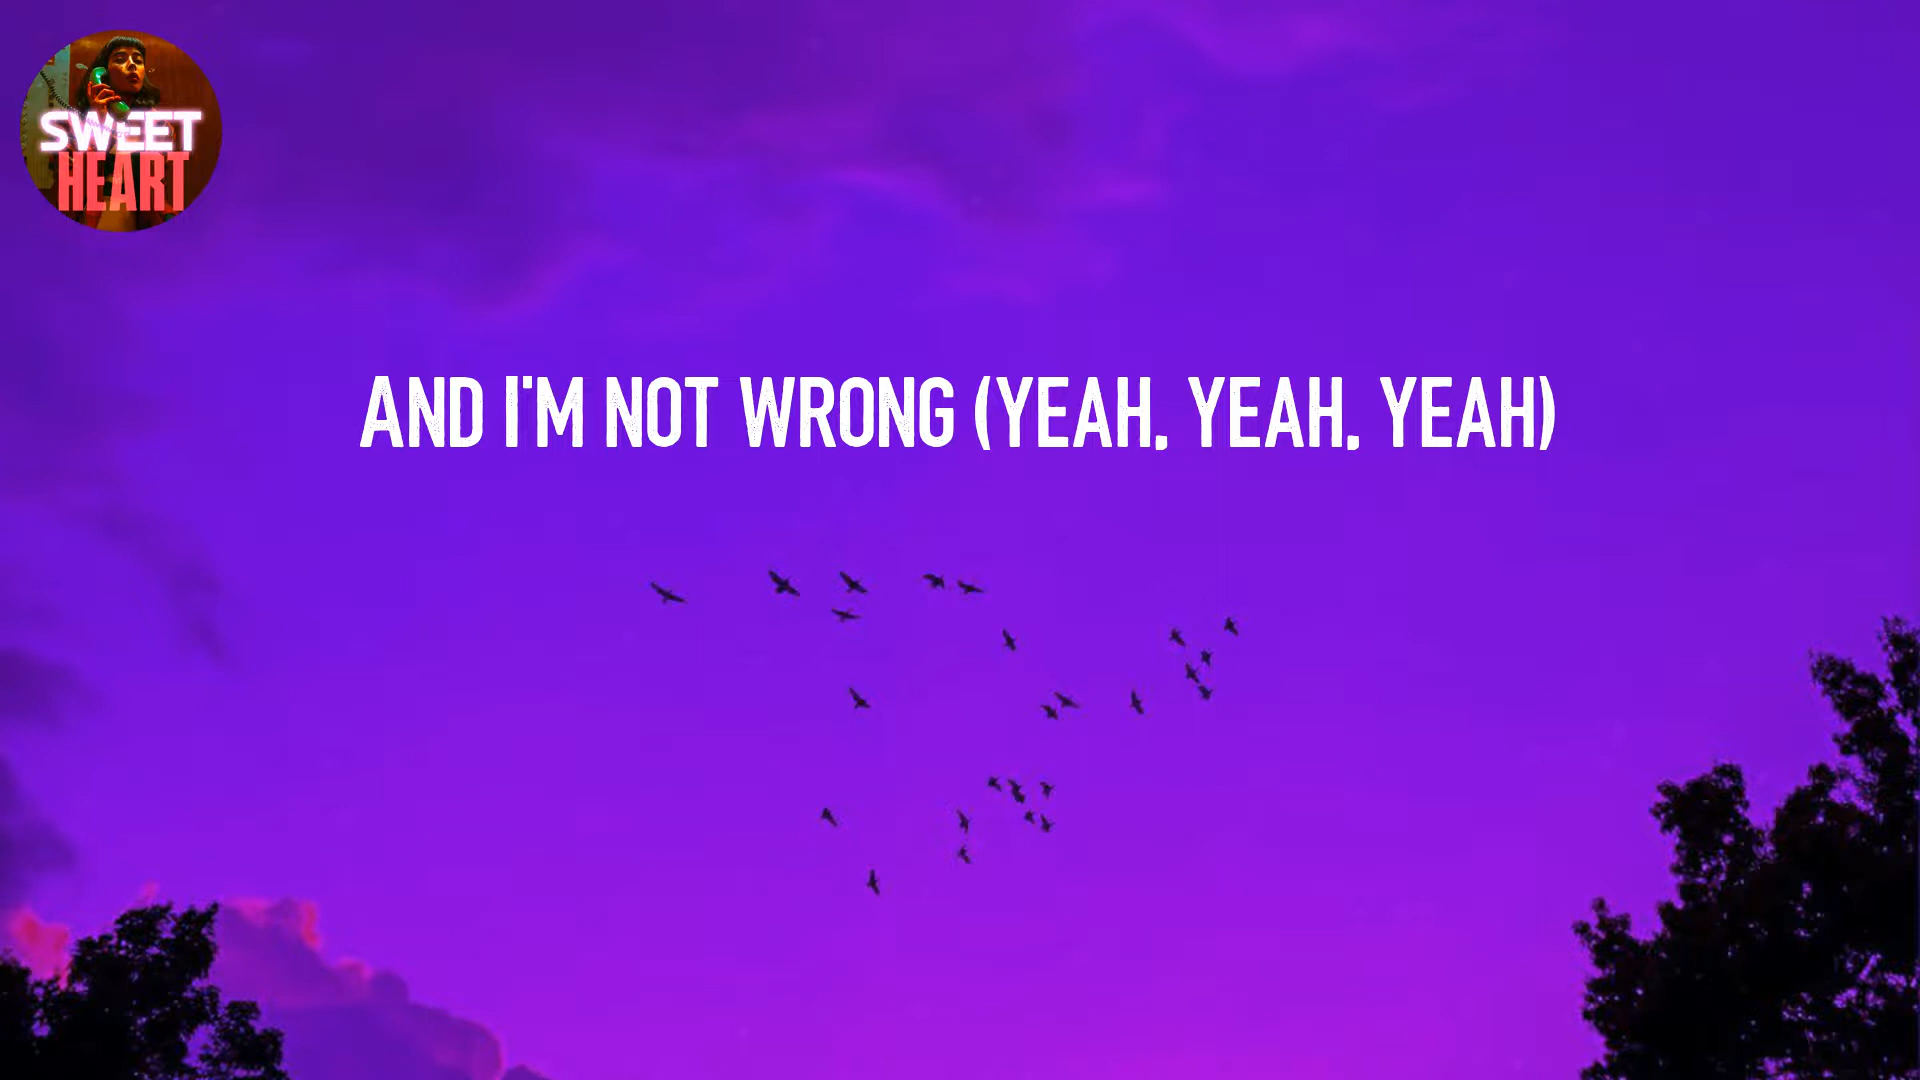 SWEET
HEART
AND I'M NOT WRONG (YEAH, YEAH, YEAH)